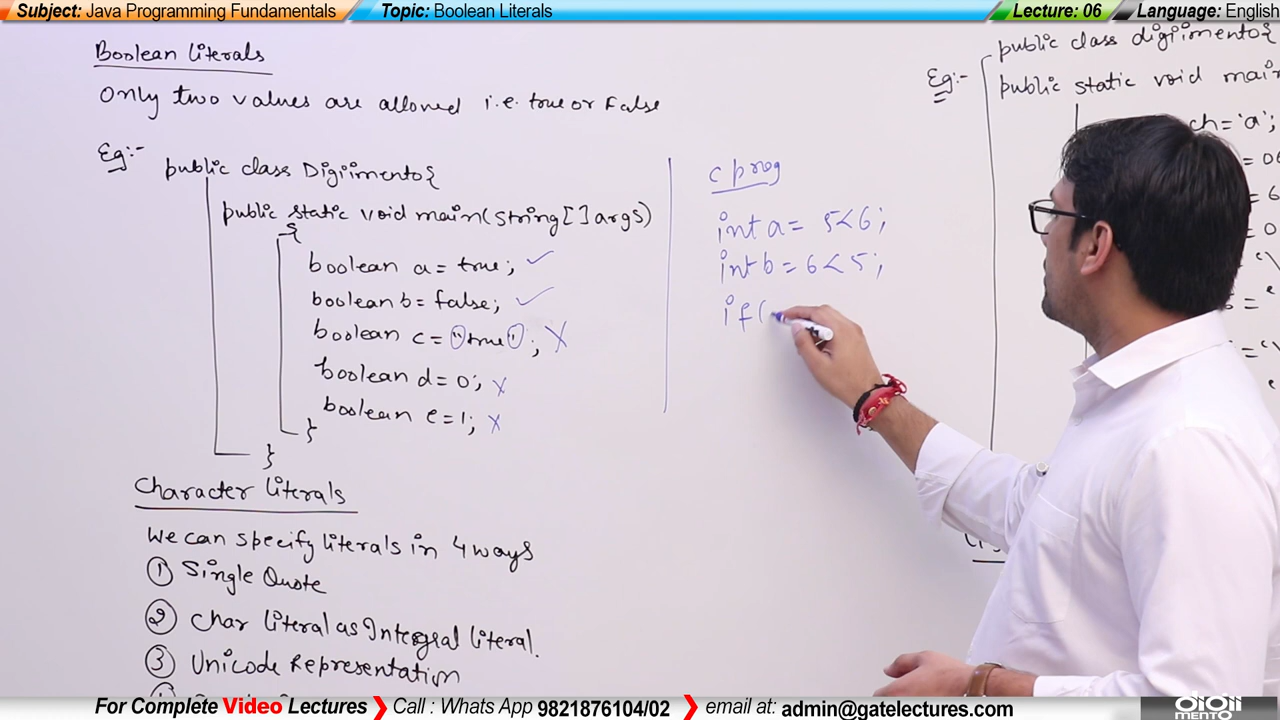 Subject: Java Programming Fundamentals
Topic: Boolean Literals
Lecture: 06
Language: English
Boolean Literals
Only two values are allowed i.e. true or False
Eg:-
public class Digiimento{
public static void main(string[] args)
{
boolean a = true; ✓
boolean b = false; ✓
boolean c = "true"; X
boolean d = 0; x
boolean e = 1; x
}
}
Character literals
We can specify literals in 4 ways
① Single Quote
② Char literal as Integral literal.
③ Unicode Representation
c prog
int a = 5<6;
int b = 6<5;
if(
Eg:-
public class digiimento{
public static void main
ch = 'a';
For Complete Video Lectures
Call : Whats App 9821876104/02
email at: admin@gatelectures.com
digii
MENTO